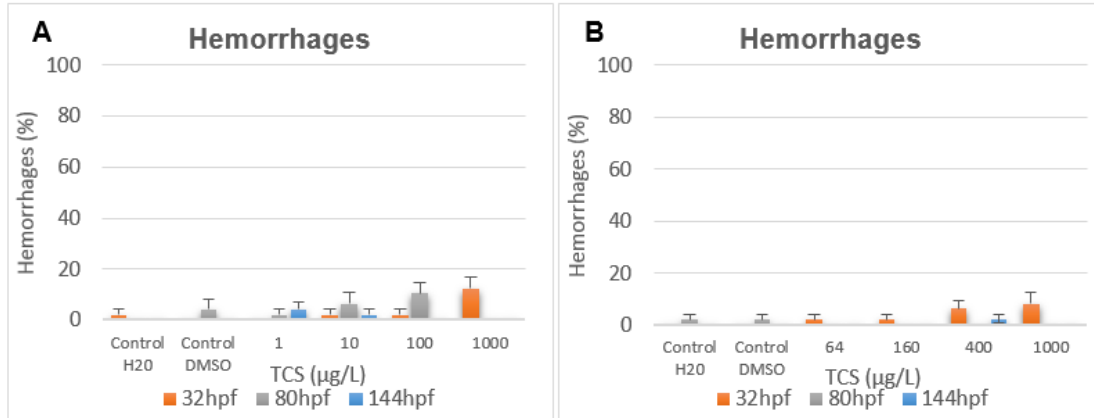 A
Hemorrhages
Hemorrhages (%)
100
80
60
40
20
0
Control H20
Control DMSO
1
10
100
1000
TCS (µg/L)
32hpf 80hpf 144hpf
B
Hemorrhages
Hemorrhages (%)
100
80
60
40
20
0
Control H20
Control DMSO
64
160
400
1000
TCS (µg/L)
32hpf 80hpf 144hpf